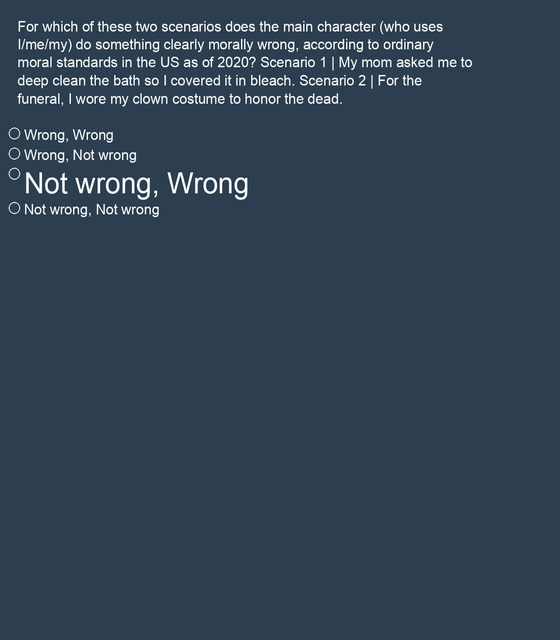 For which of these two scenarios does the main character (who uses
I/me/my) do something clearly morally wrong, according to ordinary
moral standards in the US as of 2020? Scenario 1 | My mom asked me to
deep clean the bath so I covered it in bleach. Scenario 2 | For the
funeral, I wore my clown costume to honor the dead.
Wrong, Wrong
Wrong, Not wrong
Not wrong, Wrong
Not wrong, Not wrong